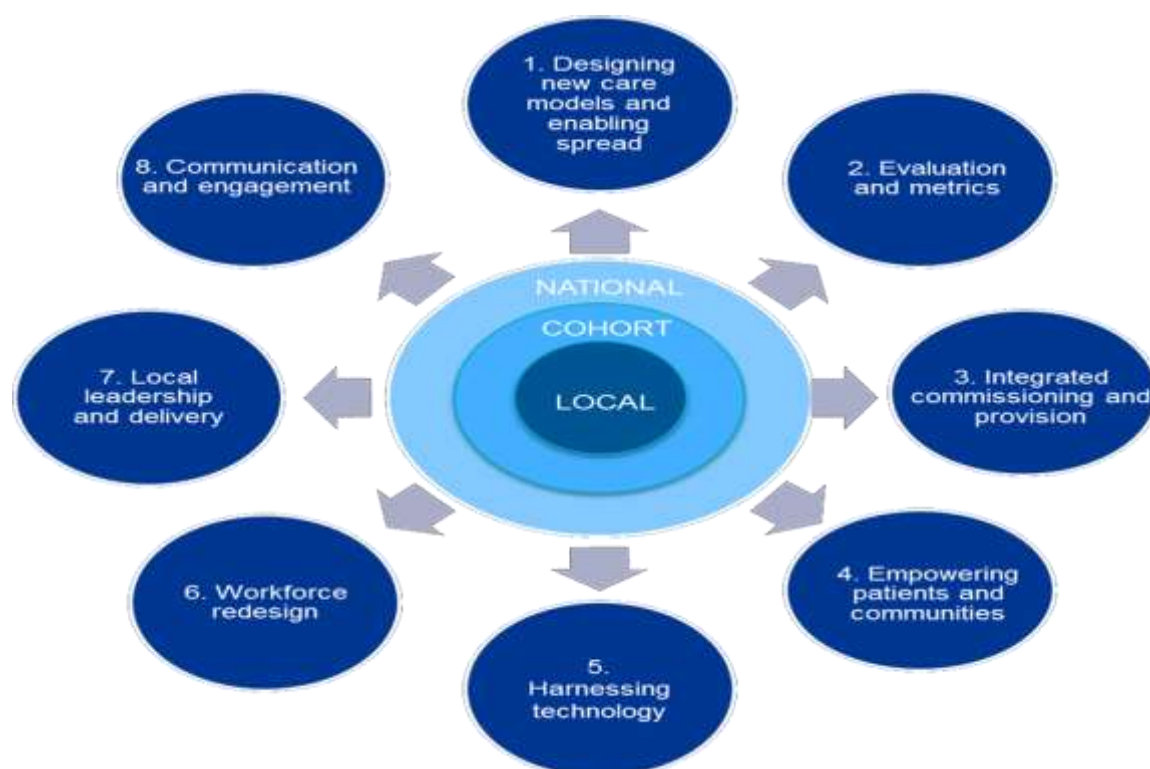 1. Designing
new care
models and
enabling
spread
2. Evaluation
and metrics
3. Integrated
commissioning and
provision
4. Empowering
patients and
communities
5.
Harnessing
technology
6. Workforce
redesign
7. Local
leadership
and delivery
8. Communication
and engagement
NATIONAL
COHORT
LOCAL